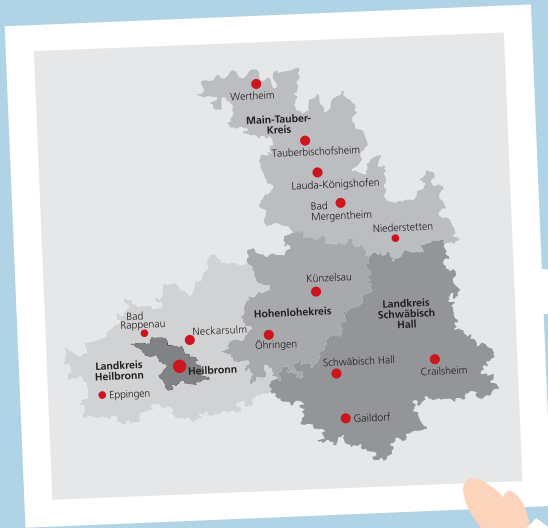 Wertheim
Main-Tauber-
Kreis
Tauberbischofsheim
Lauda-Königshofen
Bad
Mergentheim
Niederstetten
Künzelsau
Hohenlohekreis
Landkreis
Schwäbisch
Hall
Bad
Rappenau
Neckarsulm
Öhringen
Landkreis
Heilbronn
Heilbronn
Schwäbisch Hall
Crailsheim
Eppingen
Gaildorf